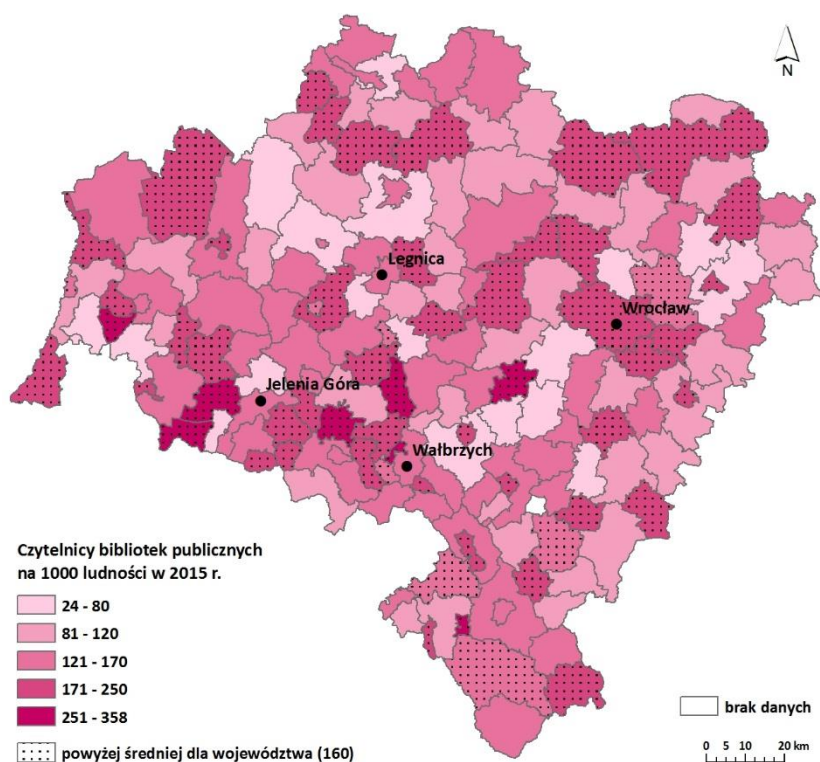 N
Legnica
Wrocław
Jelenia Góra
Wałbrzych
Czytelnicy bibliotek publicznych
na 1000 ludności w 2015 r.
24 - 80
81 - 120
121 - 170
171 - 250
251 - 358
powyżej średniej dla województwa (160)
brak danych
0 5 10 20 km